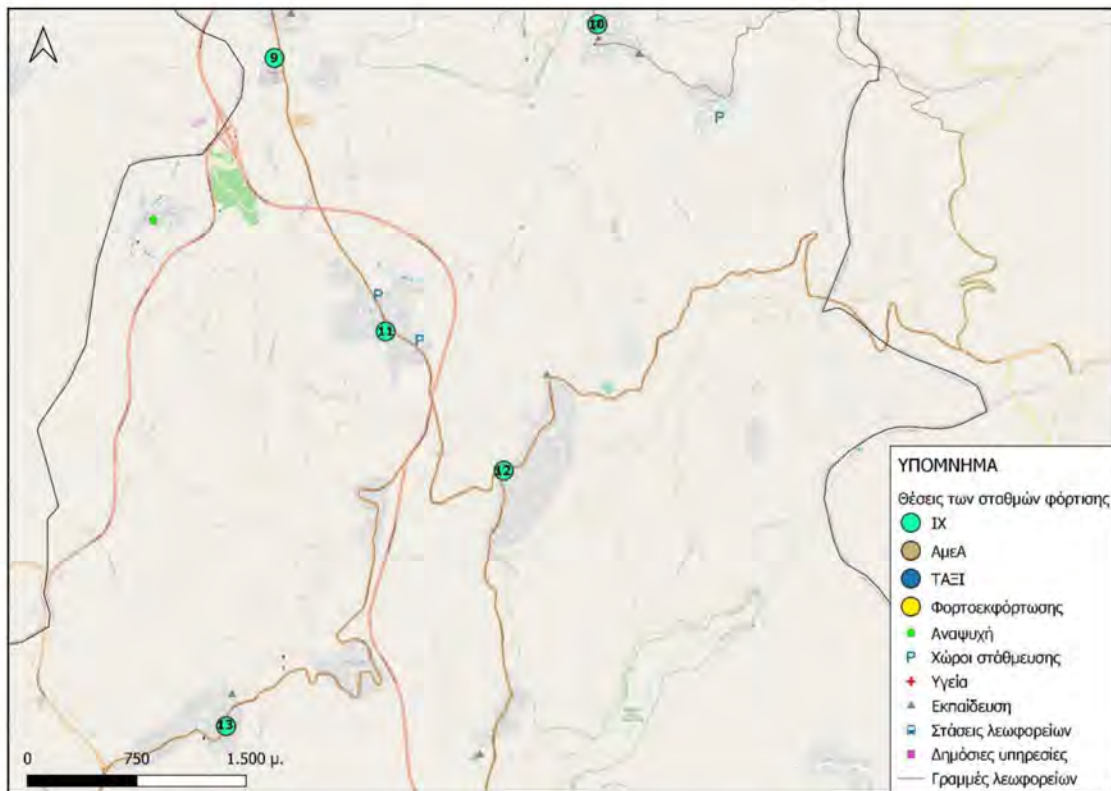 10
9
P
P
11
P
12
13
ΥΠΟΜΝΗΜΑ
Θέσεις των σταθμών φόρτισης
ΙΧ
ΑμεΑ
ΤΑΞΙ
Φορτοεκφόρτωσης
Αναψυχή
P Χώροι στάθμευσης
Υγεία
Εκπαίδευση
Στάσεις λεωφορείων
Δημόσιες υπηρεσίες
Γραμμές λεωφορείων
0 750 1.500 μ.